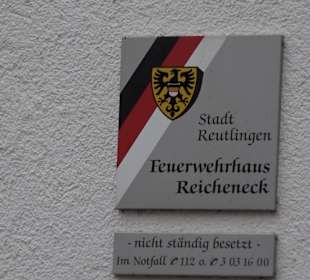 Stadt
Reutlingen
Feuerwehrhaus
Reicheneck
- nicht ständig besetzt -
Im Notfall ✆ 112 o. ✆ 3 03 16 00